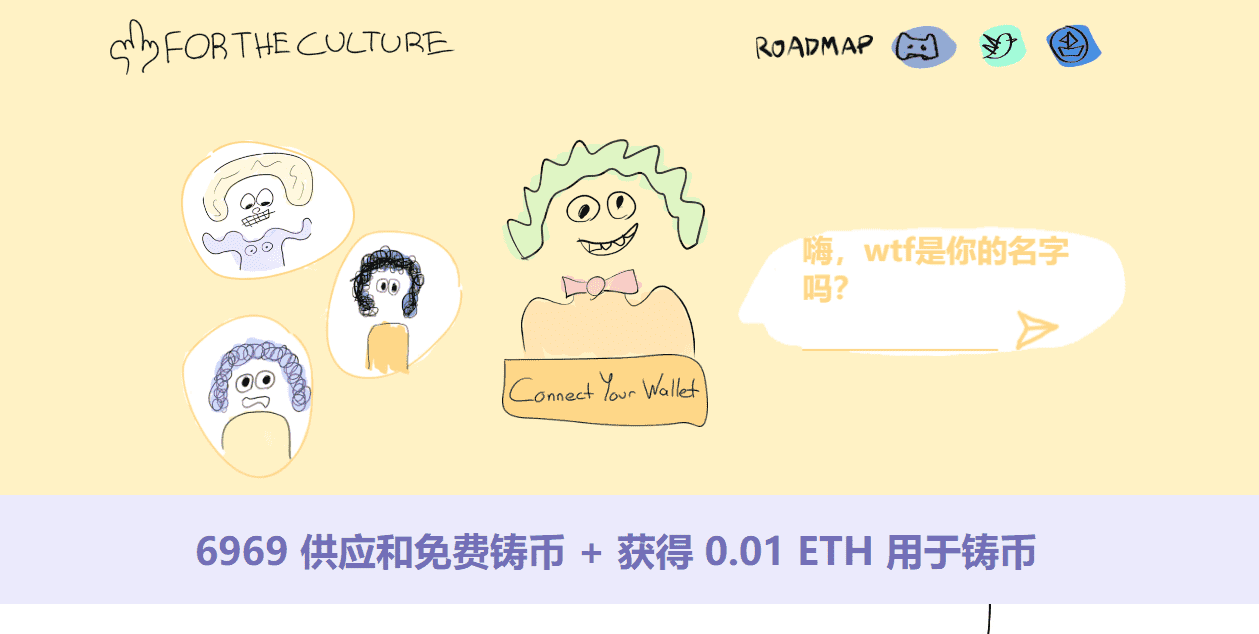 FOR THE CULTURE
ROADMAP
嗨，wtf是你的名字
吗？
Connect Your Wallet
6969 供应和免费铸币 + 获得 0.01 ETH 用于铸币